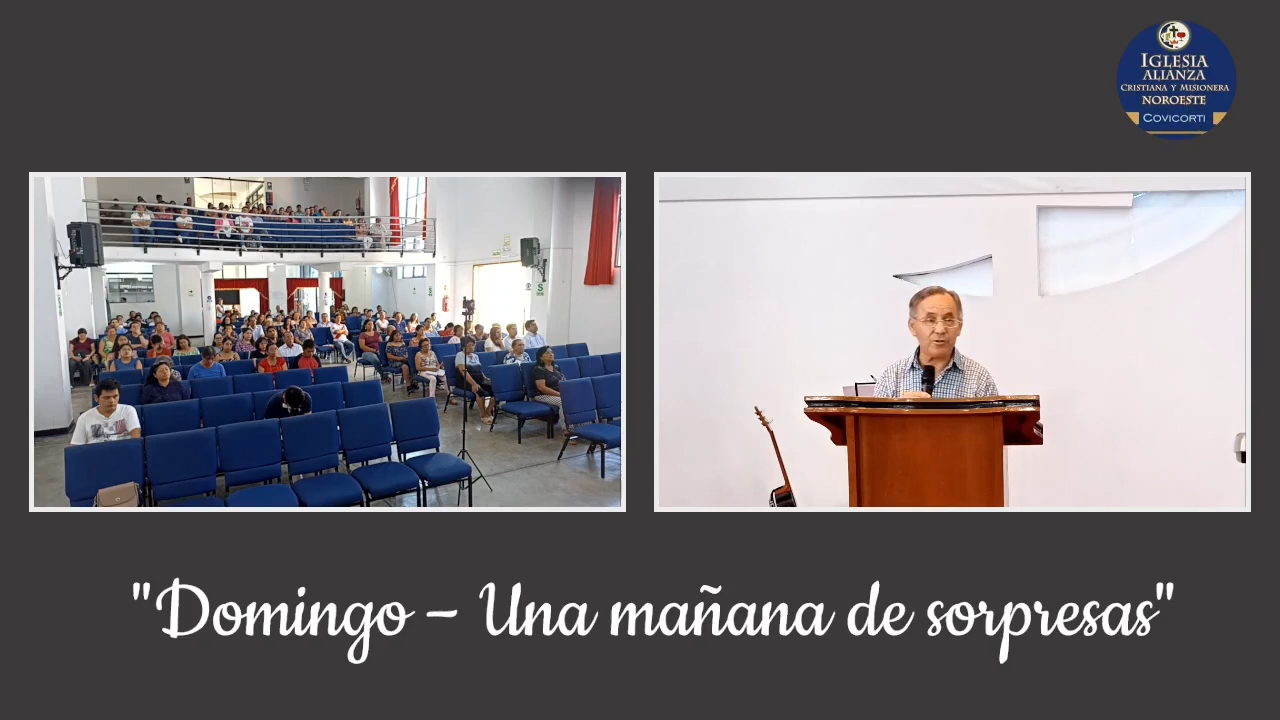 IGLESIA
ALIANZA
CRISTIANA Y MISIONERA
NOROESTE
COVICORTI
S
"Domingo – Una mañana de sorpresas"